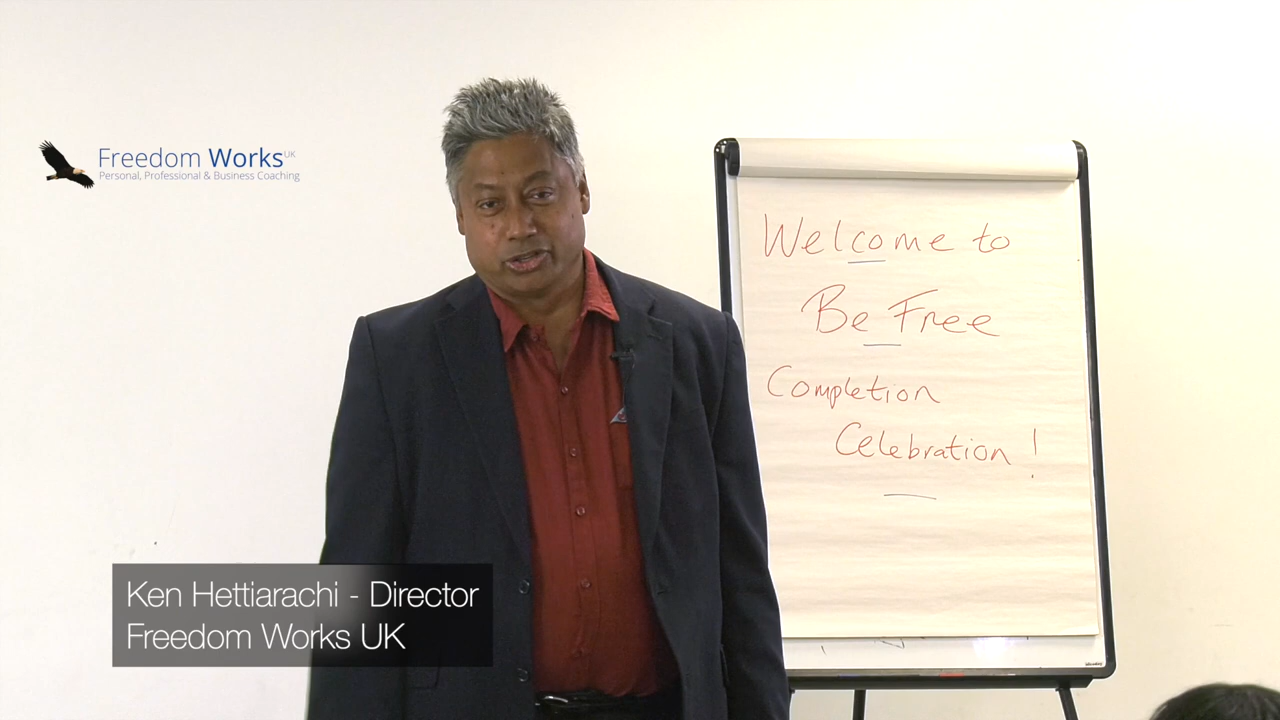 Freedom Works UK
Personal, Professional & Business Coaching
Welcome to
Be Free
Completion
Celebration!
Ken Hettiarachi - Director
Freedom Works UK